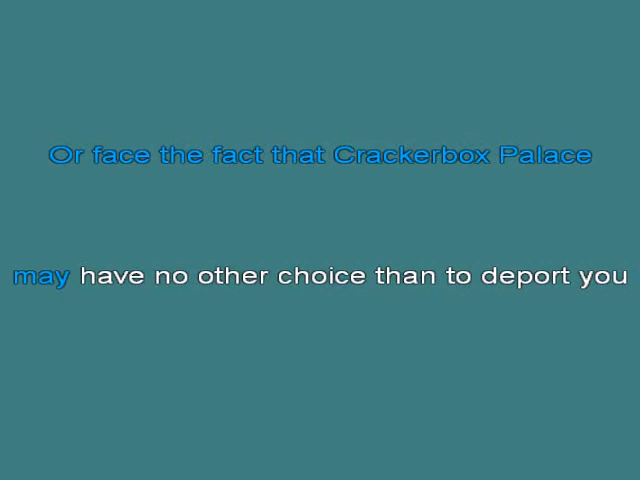 Or face the fact that Crackerbox Palace
may have no other choice than to deport you